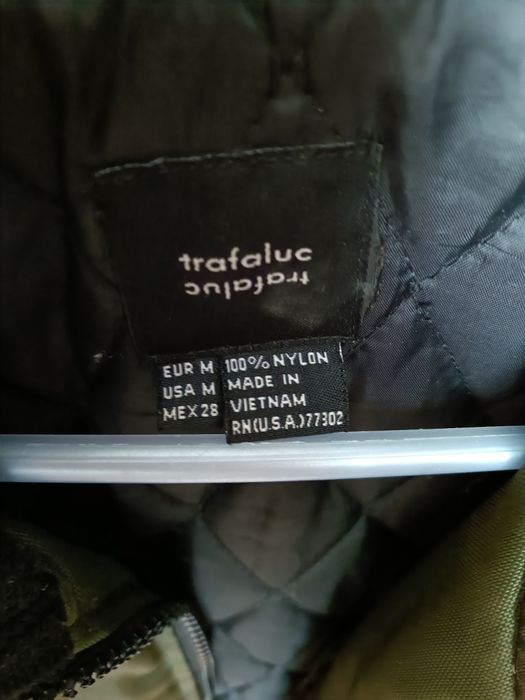 trafaluc
trafaluc
EUR M
USA M
MEX 28
100% NYLON
MADE IN
VIETNAM
RN(U.S.A.)77302